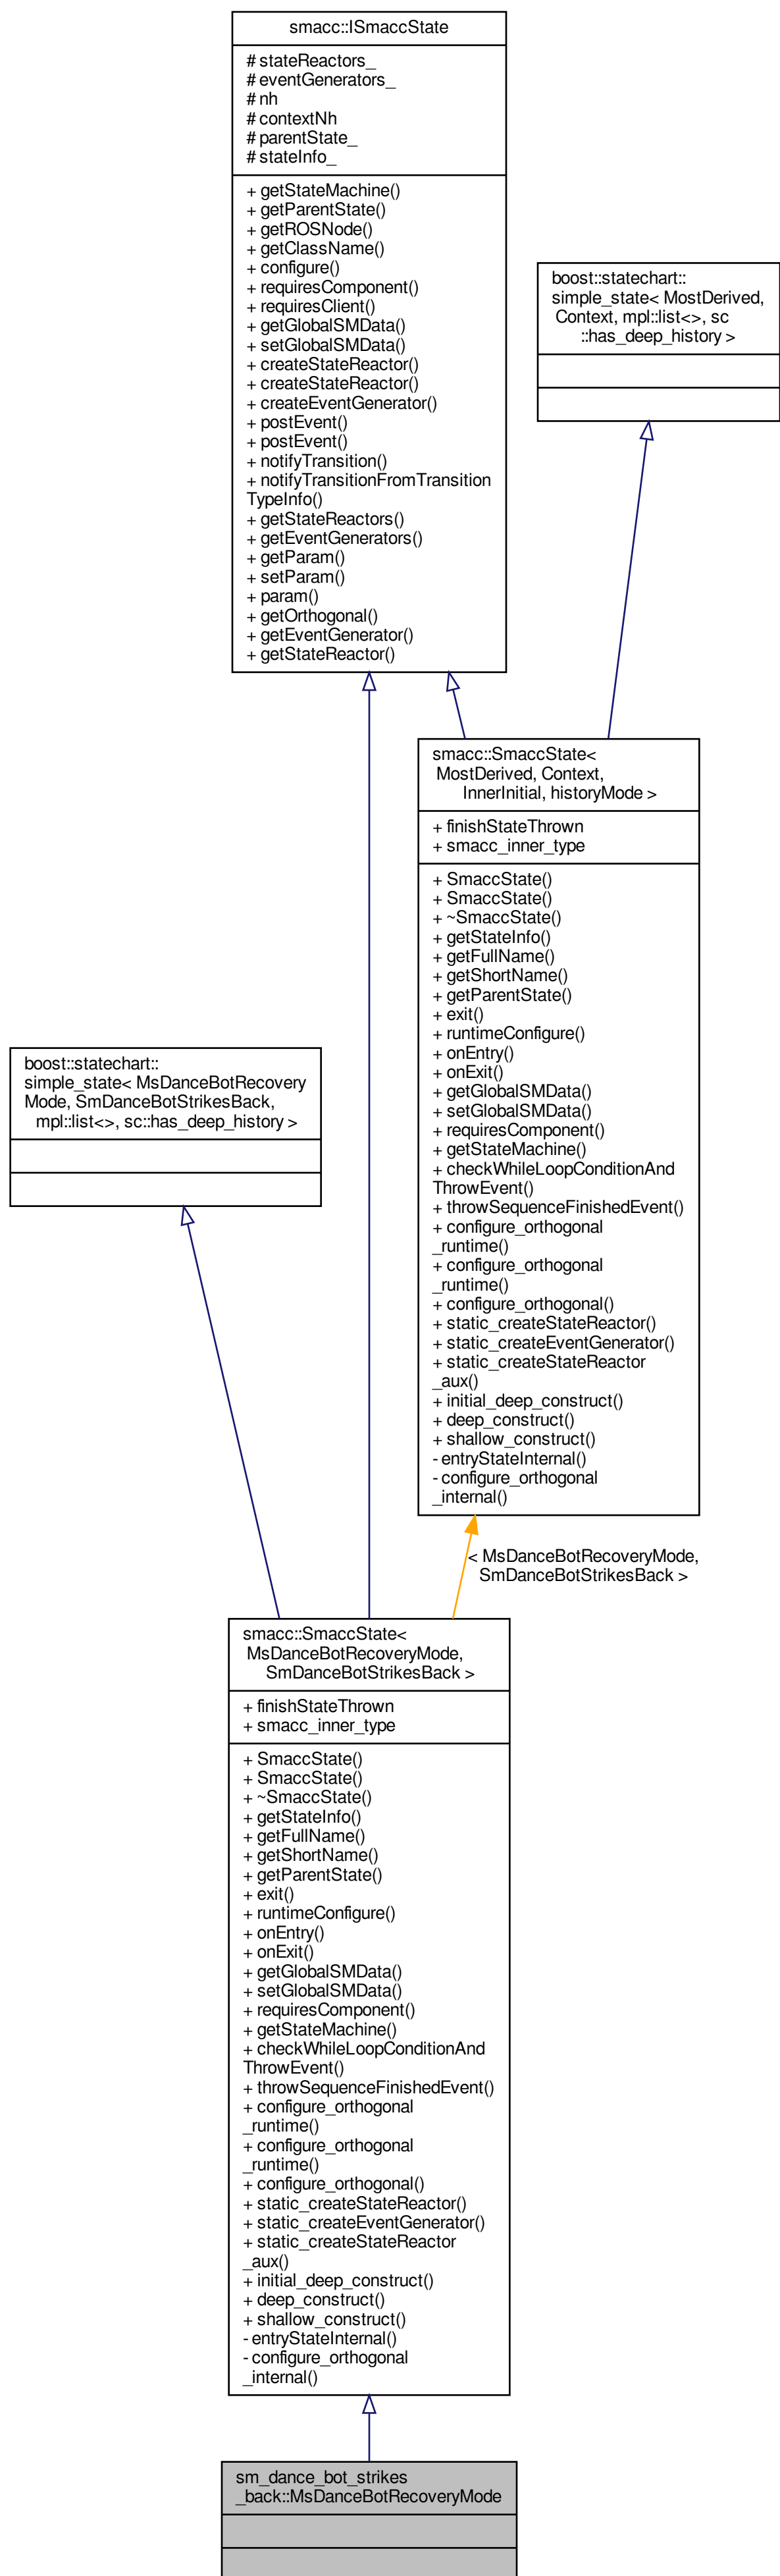 smacc::ISmaccState
# stateReactors_
# eventGenerators_
# nh
# contextNh
# parentState_
# stateInfo_
+ getStateMachine()
+ getParentState()
+ getROSNode()
+ getClassName()
+ configure()
+ requiresComponent()
+ requiresClient()
+ getGlobalSMData()
+ setGlobalSMData()
+ createStateReactor()
+ createStateReactor()
+ createEventGenerator()
+ postEvent()
+ postEvent()
+ notifyTransition()
+ notifyTransitionFromTransition
TypeInfo()
+ getStateReactors()
+ getEventGenerators()
+ getParam()
+ setParam()
+ param()
+ getOrthogonal()
+ getEventGenerator()
+ getStateReactor()
boost::statechart::
simple_state< MostDerived,
Context, mpl::list<>, sc
::has_deep_history >
smacc::SmaccState<
MostDerived, Context,
InnerInitial, historyMode >
+ finishStateThrown
+ smacc_inner_type
+ SmaccState()
+ SmaccState()
+ ~SmaccState()
+ getStateInfo()
+ getFullName()
+ getShortName()
+ getParentState()
+ exit()
+ runtimeConfigure()
+ onEntry()
+ onExit()
+ getGlobalSMData()
+ setGlobalSMData()
+ requiresComponent()
+ getStateMachine()
+ checkWhileLoopConditionAnd
ThrowEvent()
+ throwSequenceFinishedEvent()
+ configure_orthogonal
_runtime()
+ configure_orthogonal
_runtime()
+ configure_orthogonal()
+ static_createStateReactor()
+ static_createEventGenerator()
+ static_createStateReactor
_aux()
+ initial_deep_construct()
+ deep_construct()
+ shallow_construct()
- entryStateInternal()
- configure_orthogonal
_internal()
boost::statechart::
simple_state< MsDanceBotRecovery
Mode, SmDanceBotStrikesBack,
mpl::list<>, sc::has_deep_history >
< MsDanceBotRecoveryMode,
SmDanceBotStrikesBack >
smacc::SmaccState<
MsDanceBotRecoveryMode,
SmDanceBotStrikesBack >
+ finishStateThrown
+ smacc_inner_type
+ SmaccState()
+ SmaccState()
+ ~SmaccState()
+ getStateInfo()
+ getFullName()
+ getShortName()
+ getParentState()
+ exit()
+ runtimeConfigure()
+ onEntry()
+ onExit()
+ getGlobalSMData()
+ setGlobalSMData()
+ requiresComponent()
+ getStateMachine()
+ checkWhileLoopConditionAnd
ThrowEvent()
+ throwSequenceFinishedEvent()
+ configure_orthogonal
_runtime()
+ configure_orthogonal
_runtime()
+ configure_orthogonal()
+ static_createStateReactor()
+ static_createEventGenerator()
+ static_createStateReactor
_aux()
+ initial_deep_construct()
+ deep_construct()
+ shallow_construct()
- entryStateInternal()
- configure_orthogonal
_internal()
sm_dance_bot_strikes
_back::MsDanceBotRecoveryMode